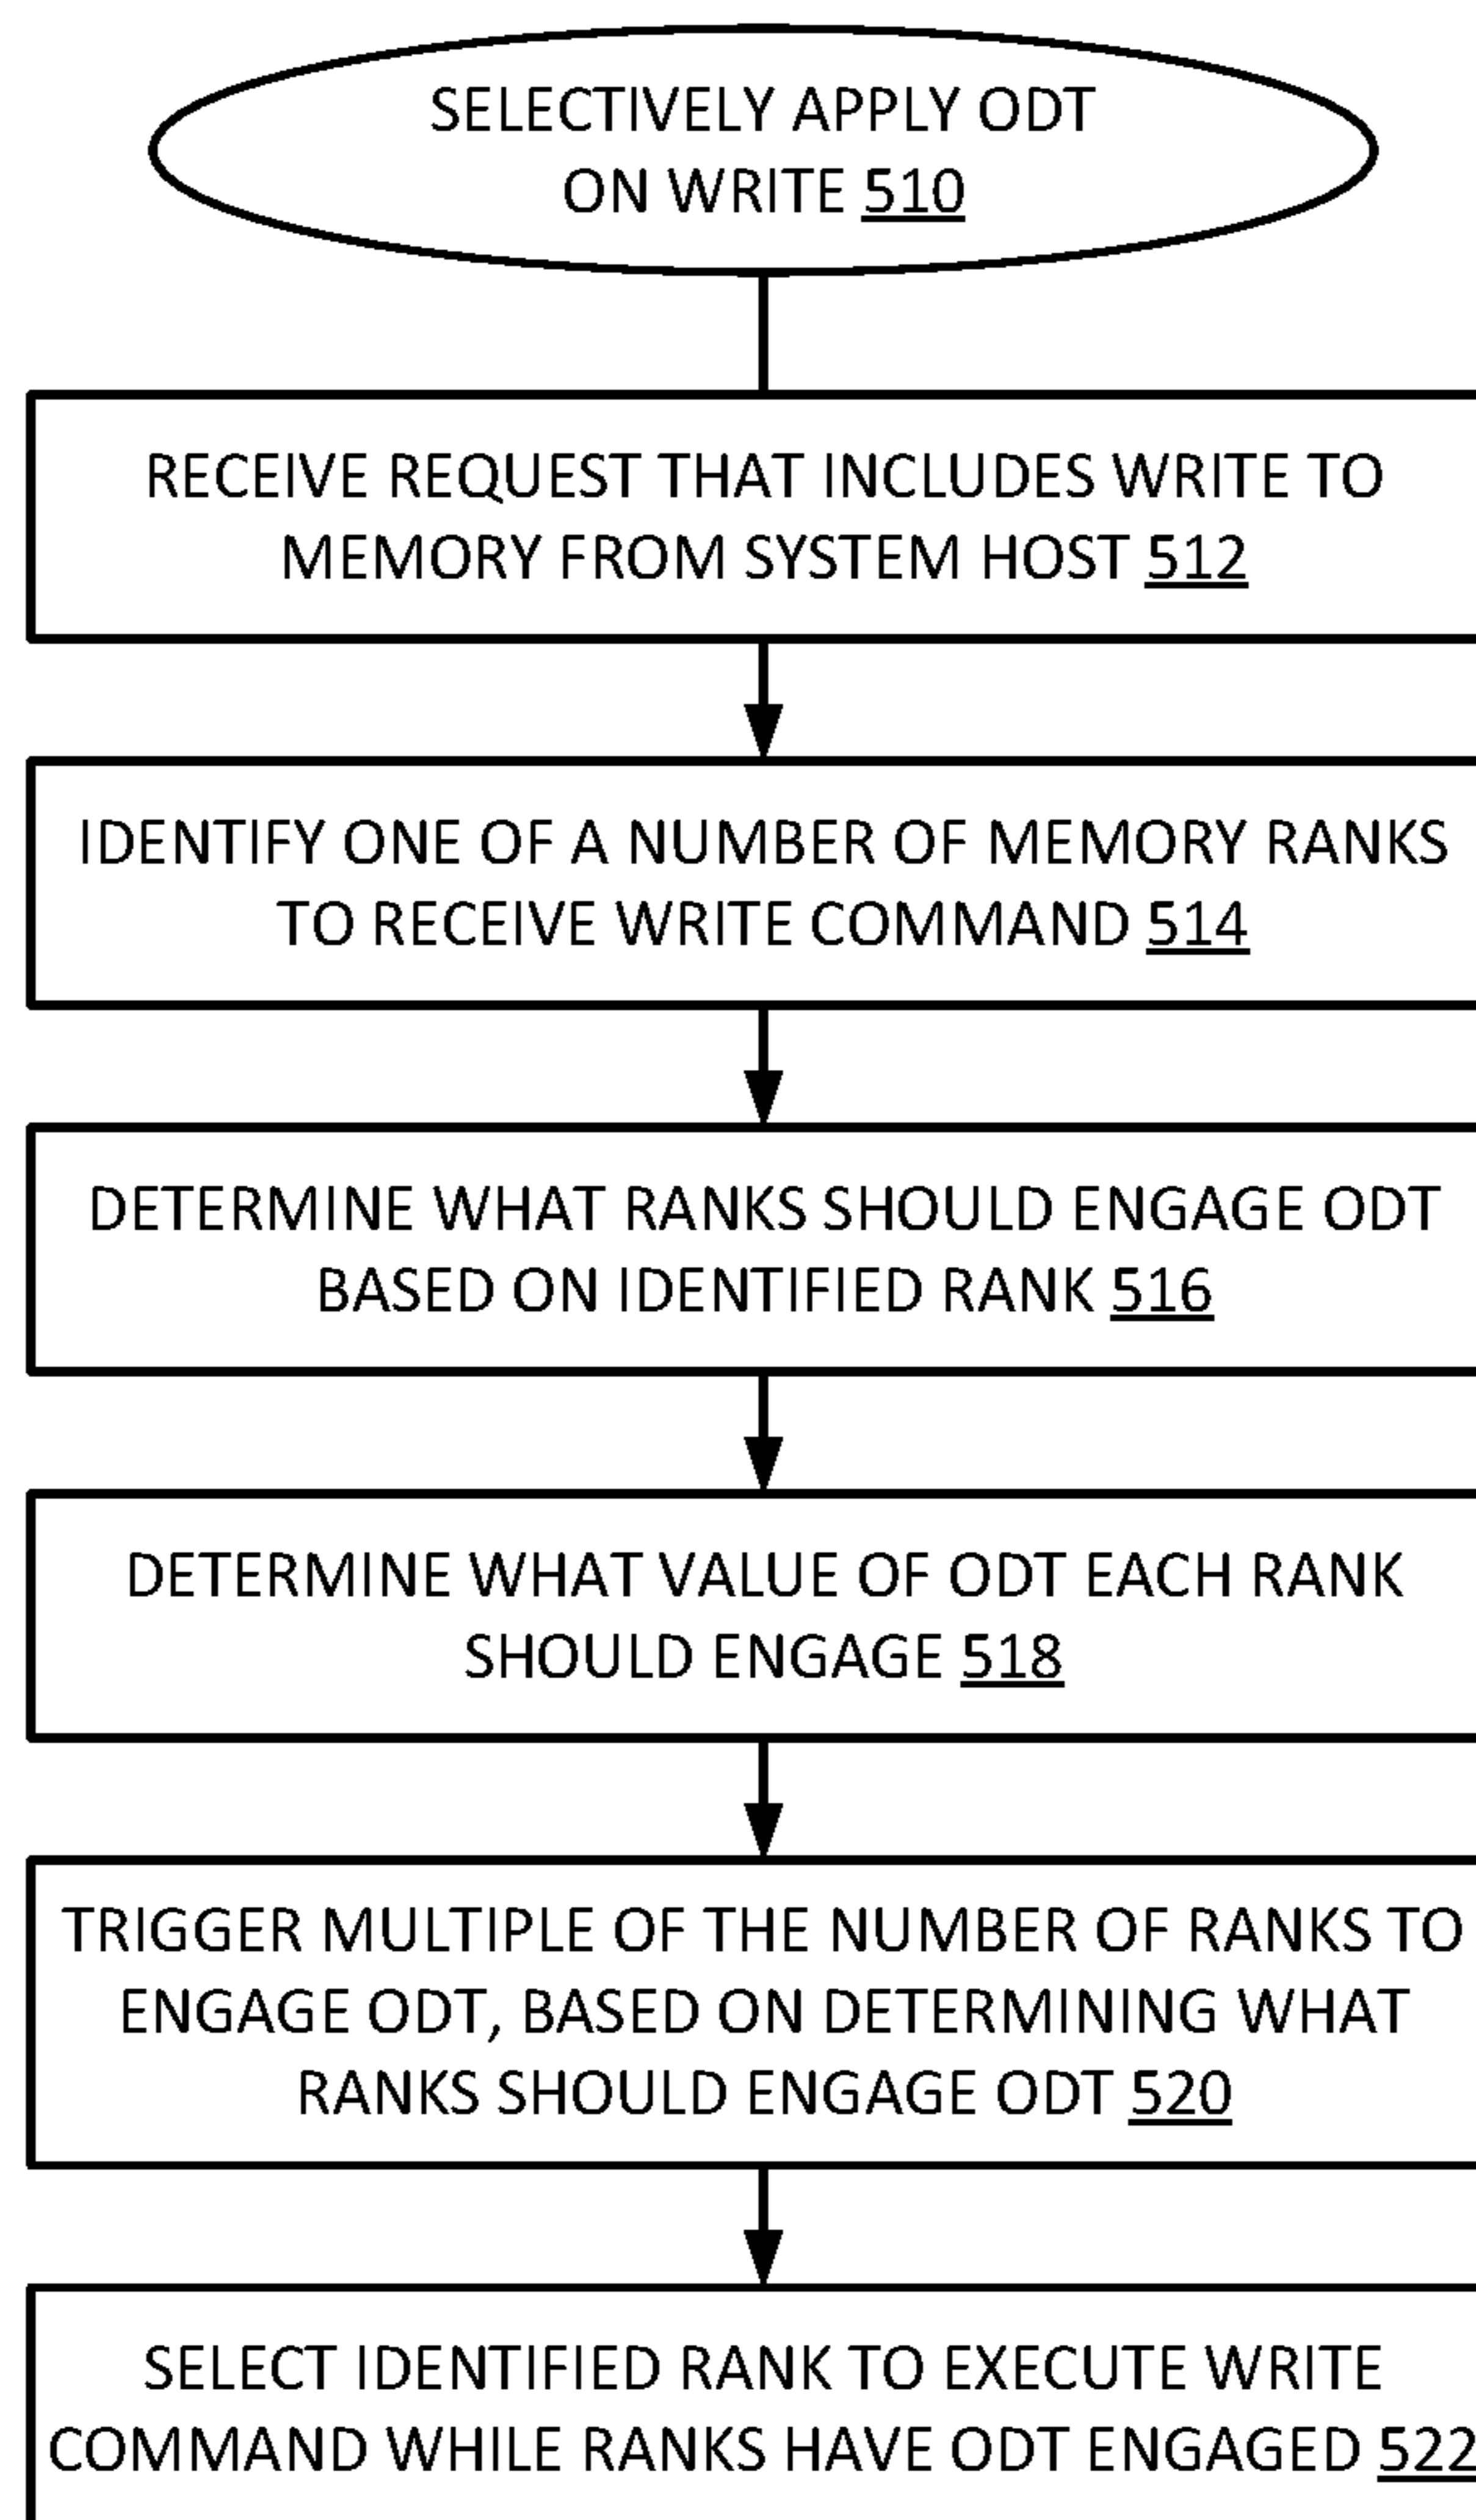 SELECTIVELY APPLY ODT
ON WRITE 510
RECEIVE REQUEST THAT INCLUDES WRITE TO
MEMORY FROM SYSTEM HOST 512
IDENTIFY ONE OF A NUMBER OF MEMORY RANKS
TO RECEIVE WRITE COMMAND 514
DETERMINE WHAT RANKS SHOULD ENGAGE ODT
BASED ON IDENTIFIED RANK 516
DETERMINE WHAT VALUE OF ODT EACH RANK
SHOULD ENGAGE 518
TRIGGER MULTIPLE OF THE NUMBER OF RANKS TO
ENGAGE ODT, BASED ON DETERMINING WHAT
RANKS SHOULD ENGAGE ODT 520
SELECT IDENTIFIED RANK TO EXECUTE WRITE
COMMAND WHILE RANKS HAVE ODT ENGAGED 522